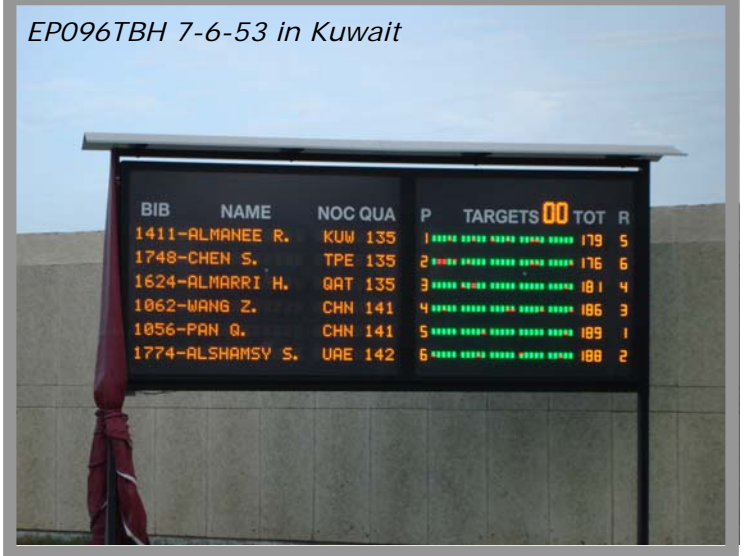 EP096TBH 7-6-53 in Kuwait
BIB NAME NOC QUA P TARGETS 00 TOT R
1411-ALMANEE R. KUW 135 1 179 5
1748-CHEN S. TPE 135 2 176 6
1624-ALMARRI H. QAT 135 3 181 4
1062-WANG Z. CHN 141 4 186 3
1056-PAN Q. CHN 141 5 189 1
1774-ALSHAMSY S. UAE 142 6 188 2